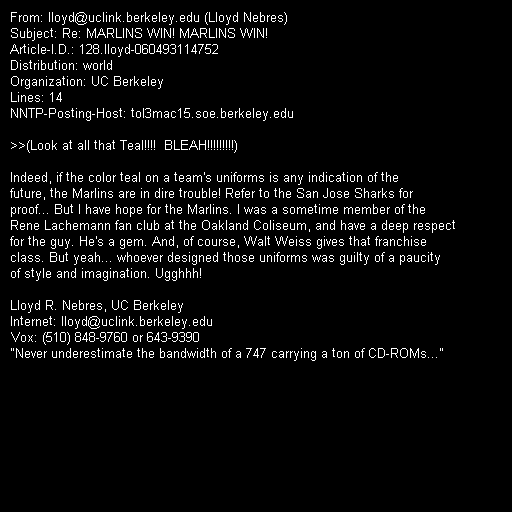 From: lloyd@uclink.berkeley.edu (Lloyd Nebres)
Subject: Re: MARLINS WIN! MARLINS WIN!
Article-I.D.: 128.lloyd-060493114752
Distribution: world
Organization: UC Berkeley
Lines: 14
NNTP-Posting-Host: tol3mac15.soe.berkeley.edu

>>(Look at all that Teal!!!!  BLEAH!!!!!!!!!)

Indeed, if the color teal on a team's uniforms is any indication of the
future, the Marlins are in dire trouble! Refer to the San Jose Sharks for
proof... But I have hope for the Marlins. I was a sometime member of the
Rene Lachemann fan club at the Oakland Coliseum, and have a deep respect
for the guy. He's a gem. And, of course, Walt Weiss gives that franchise
class. But yeah... whoever designed those uniforms was guilty of a paucity
of style and imagination. Ugghhh!

Lloyd R. Nebres, UC Berkeley
Internet: lloyd@uclink.berkeley.edu
Vox: (510) 848-9760 or 643-9390
"Never underestimate the bandwidth of a 747 carrying a ton of CD-ROMs..."